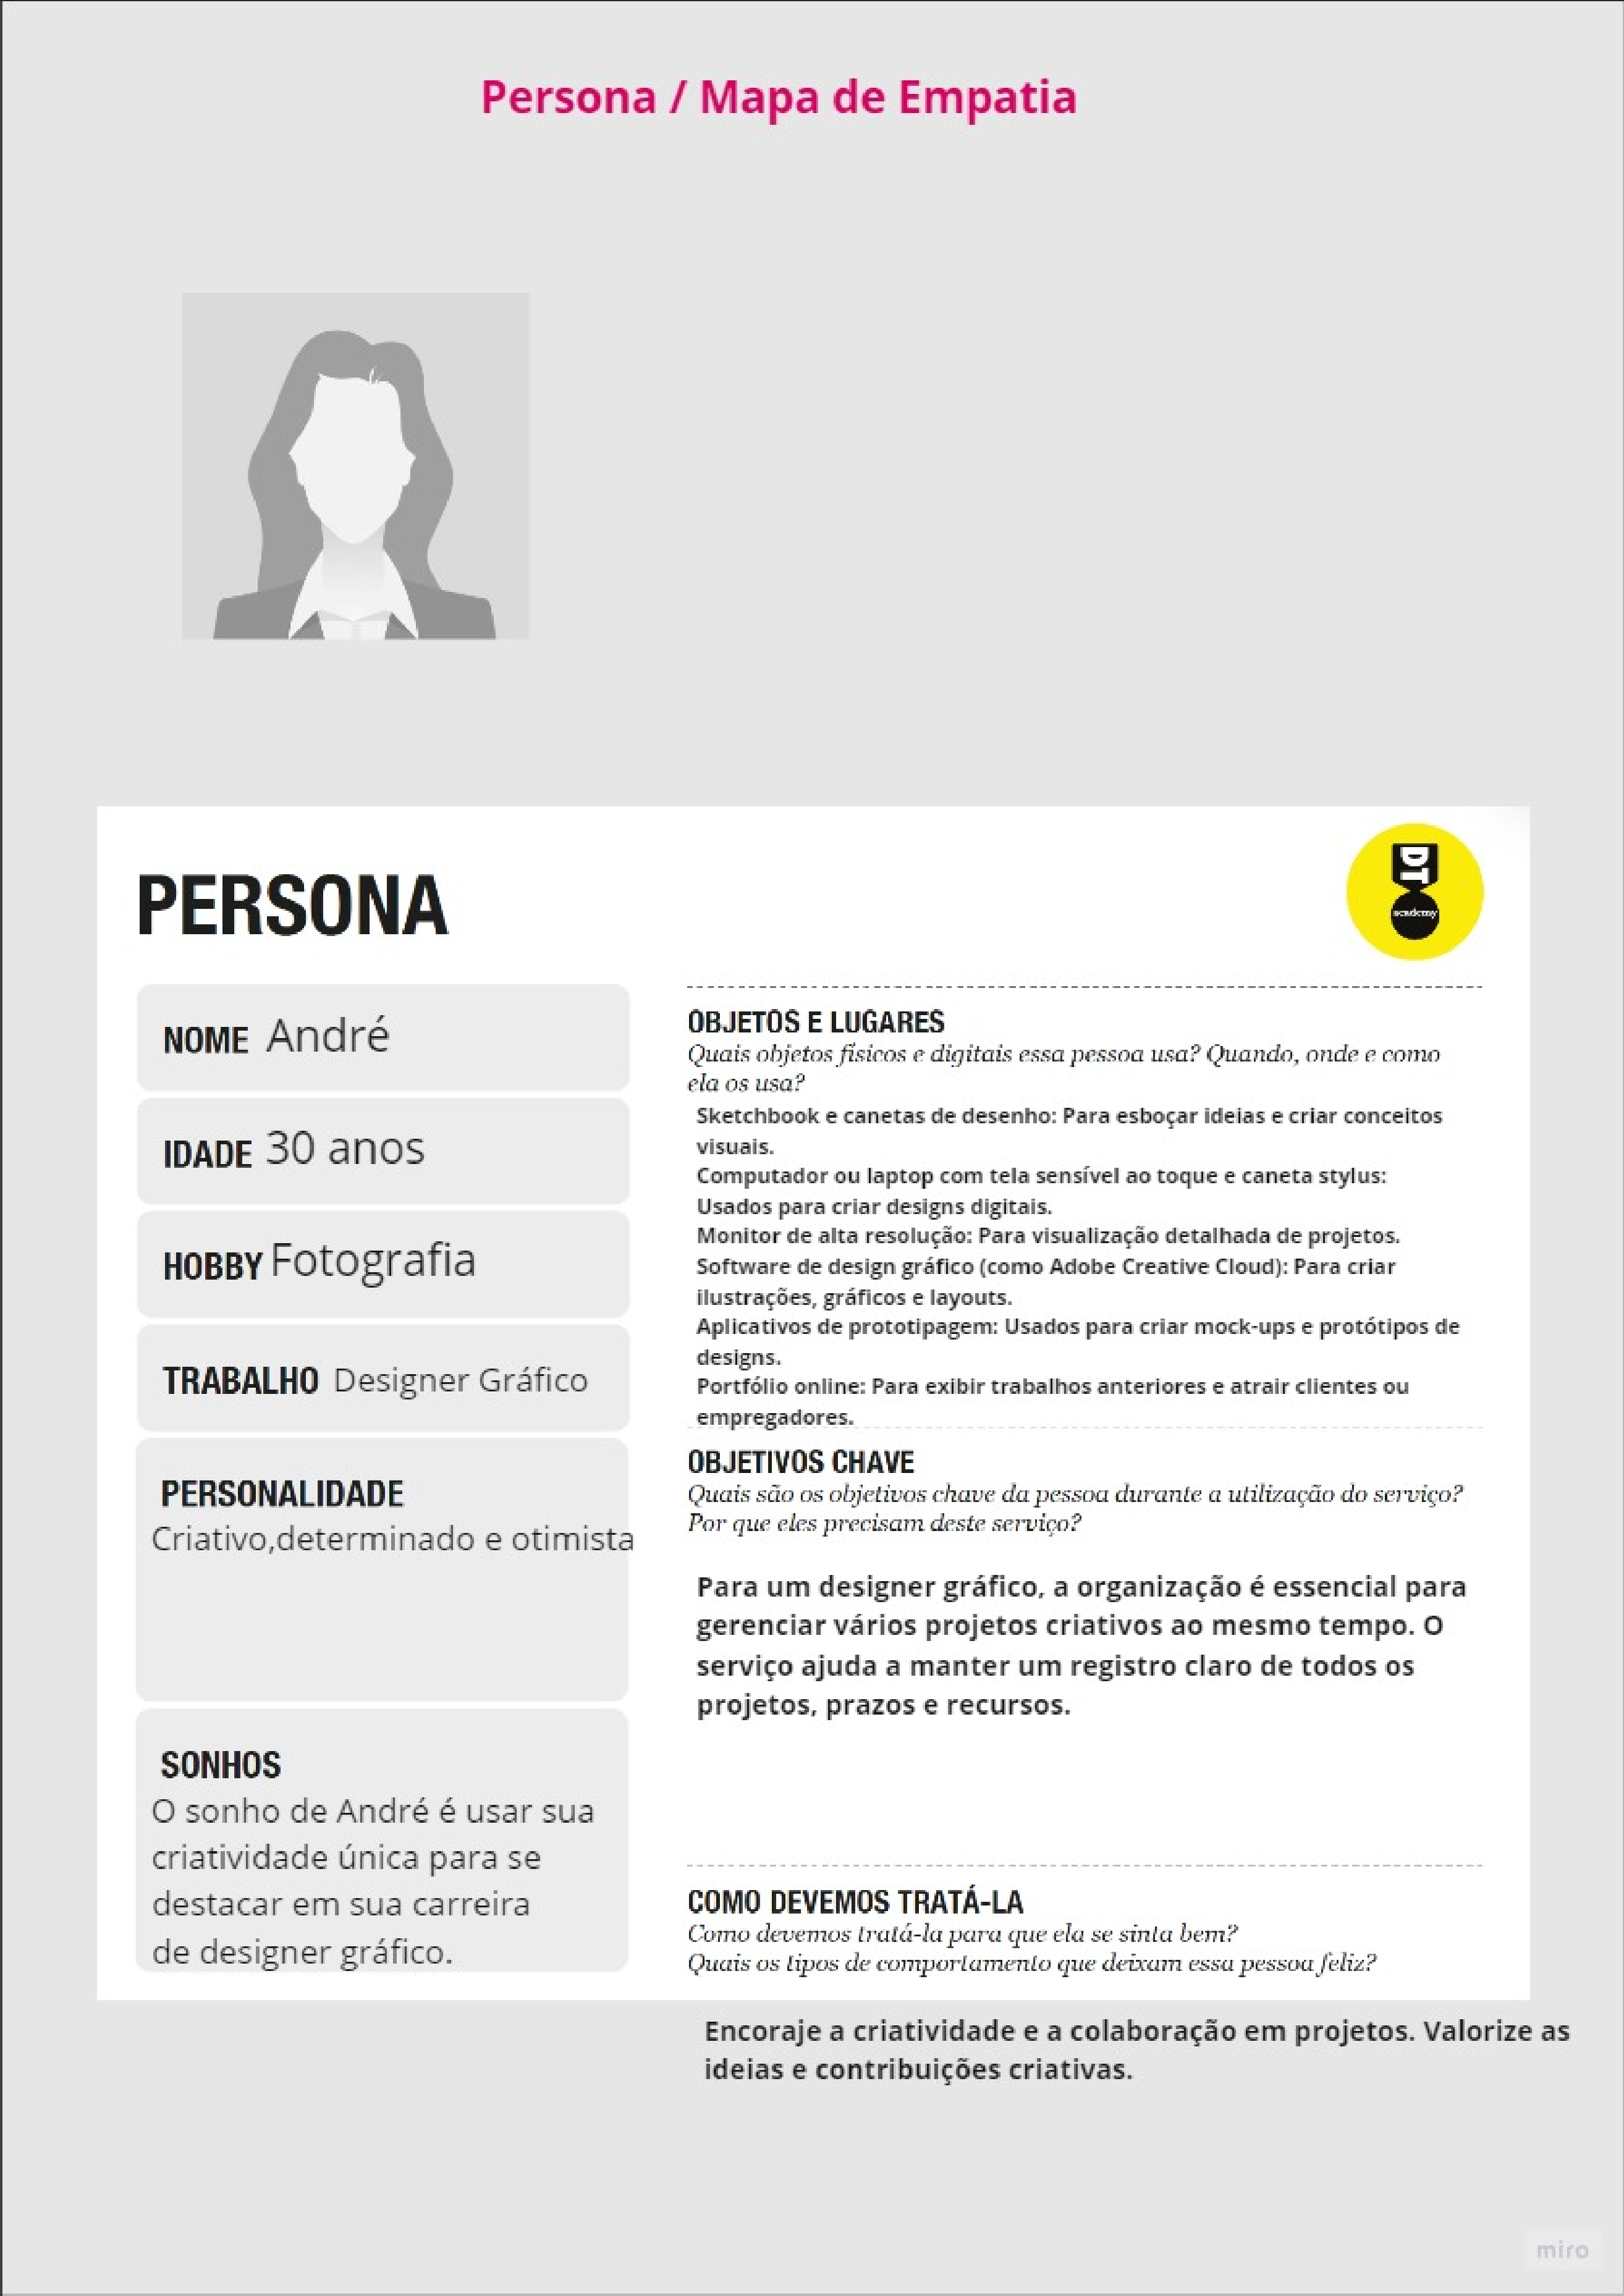 Persona / Mapa de Empatia
PERSONA
DT
academy
NOME André
IDADE 30 anos
HOBBY Fotografia
TRABALHO Designer Gráfico
PERSONALIDADE
Criativo,determinado e otimista
SONHOS
O sonho de André é usar sua
criatividade única para se
destacar em sua carreira
de designer gráfico.
OBJETOS E LUGARES
Quais objetos físicos e digitais essa pessoa usa? Quando, onde e como
ela os usa?
Sketchbook e canetas de desenho: Para esboçar ideias e criar conceitos
visuais.
Computador ou laptop com tela sensível ao toque e caneta stylus:
Usados para criar designs digitais.
Monitor de alta resolução: Para visualização detalhada de projetos.
Software de design gráfico (como Adobe Creative Cloud): Para criar
ilustrações, gráficos e layouts.
Aplicativos de prototipagem: Usados para criar mock-ups e protótipos de
designs.
Portfólio online: Para exibir trabalhos anteriores e atrair clientes ou
empregadores.
OBJETIVOS CHAVE
Quais são os objetivos chave da pessoa durante a utilização do serviço?
Por que eles precisam deste serviço?
Para um designer gráfico, a organização é essencial para
gerenciar vários projetos criativos ao mesmo tempo. O
serviço ajuda a manter um registro claro de todos os
projetos, prazos e recursos.
COMO DEVEMOS TRATÁ-LA
Como devemos tratá-la para que ela se sinta bem?
Quais os tipos de comportamento que deixam essa pessoa feliz?
Encoraje a criatividade e a colaboração em projetos. Valorize as
ideias e contribuições criativas.
miro